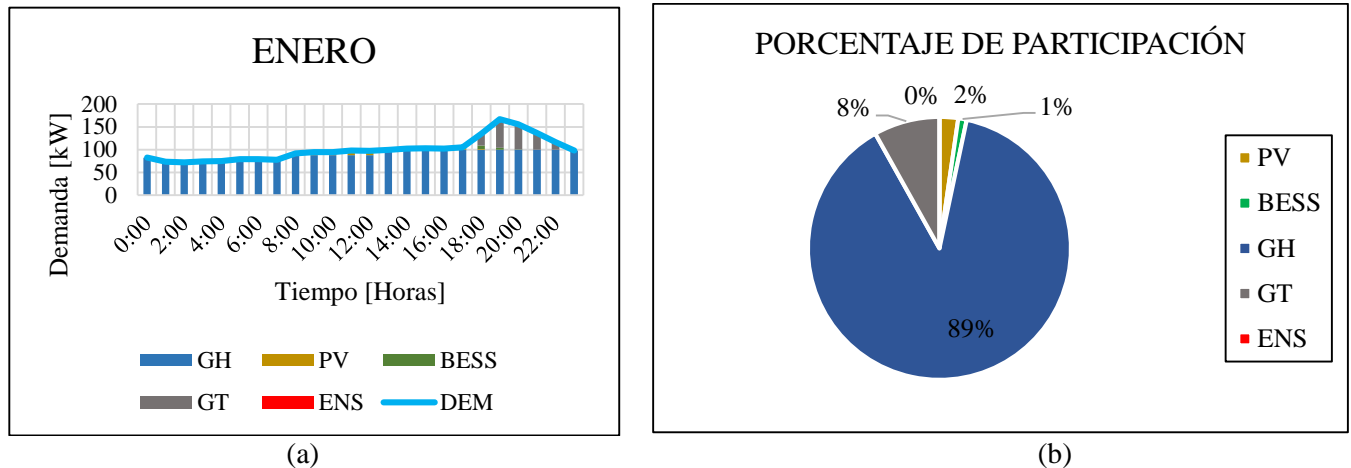 ENERO
Demanda [kW]
200
150
100
50
0
0:00
2:00
4:00
6:00
8:00
10:00
12:00
14:00
16:00
18:00
20:00
22:00
Tiempo [Horas]
GH PV BESS
GT ENS DEM
(a)
PORCENTAJE DE PARTICIPACIÓN
8% 0% 2% 1%
89%
PV
BESS
GH
GT
ENS
(b)